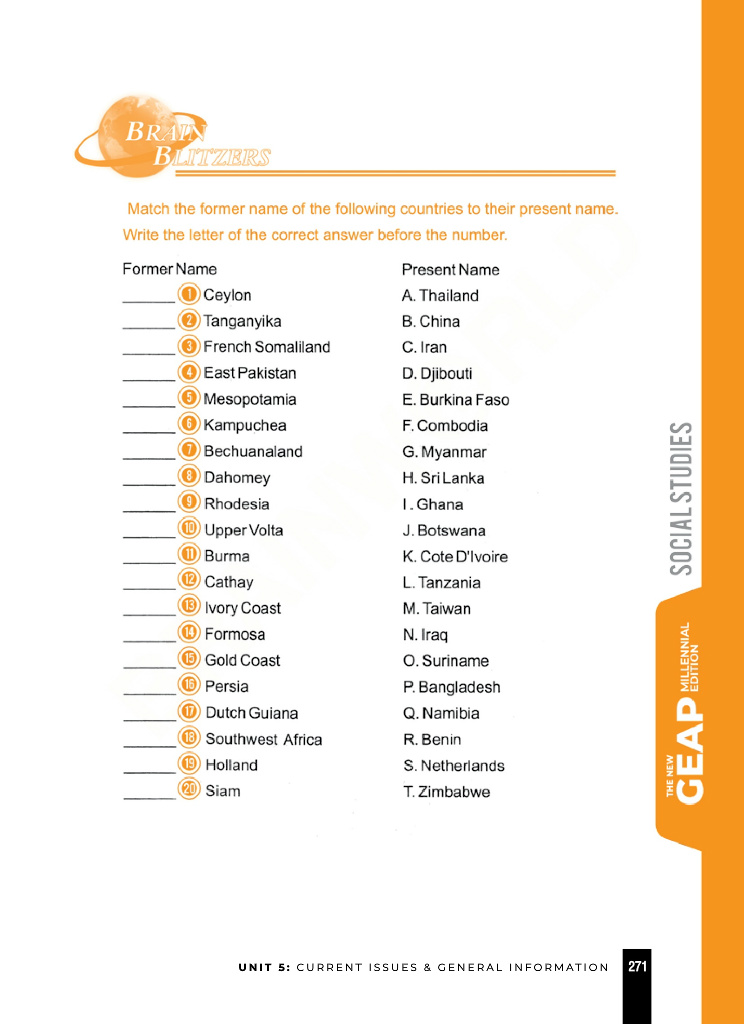 BRAIN
BLITZERS
Match the former name of the following countries to their present name.
Write the letter of the correct answer before the number.
Former Name Present Name
______ 1 Ceylon A. Thailand
______ 2 Tanganyika B. China
______ 3 French Somaliland C. Iran
______ 4 East Pakistan D. Djibouti
______ 5 Mesopotamia E. Burkina Faso
______ 6 Kampuchea F. Combodia
______ 7 Bechuanaland G. Myanmar
______ 8 Dahomey H. Sri Lanka
______ 9 Rhodesia I. Ghana
______ 10 Upper Volta J. Botswana
______ 11 Burma K. Cote D'Ivoire
______ 12 Cathay L. Tanzania
______ 13 Ivory Coast M. Taiwan
______ 14 Formosa N. Iraq
______ 15 Gold Coast O. Suriname
______ 16 Persia P. Bangladesh
______ 17 Dutch Guiana Q. Namibia
______ 18 Southwest Africa R. Benin
______ 19 Holland S. Netherlands
______ 20 Siam T. Zimbabwe
SOCIAL STUDIES
THE NEW
GEAP MILLENNIAL
EDITION
UNIT 5: CURRENT ISSUES & GENERAL INFORMATION 271